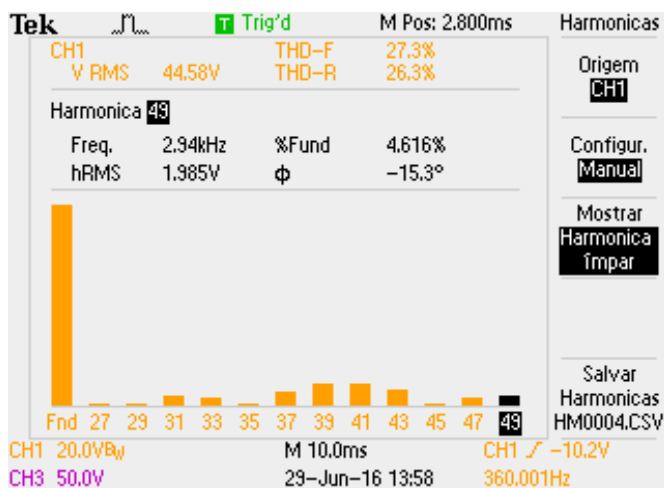 Tek Trig'd M Pos: 2.800ms Harmonicas
CH1 THD-F 27.3%
V RMS 44.58V THD-R 26.3%
Origem
CH1
Harmonica 49
Freq. 2.94kHz %Fund 4.616%
hRMS 1.985V ϕ -15.3°
Configur.
Manual
Mostrar
Harmonica
ímpar
Fnd 27 29 31 33 35 37 39 41 43 45 47 49
Salvar
Harmonicas
HM0004.CSV
CH1 20.0VBW M 10.0ms CH1 -10.2V
CH3 50.0V 29-Jun-16 13:58 360.001Hz